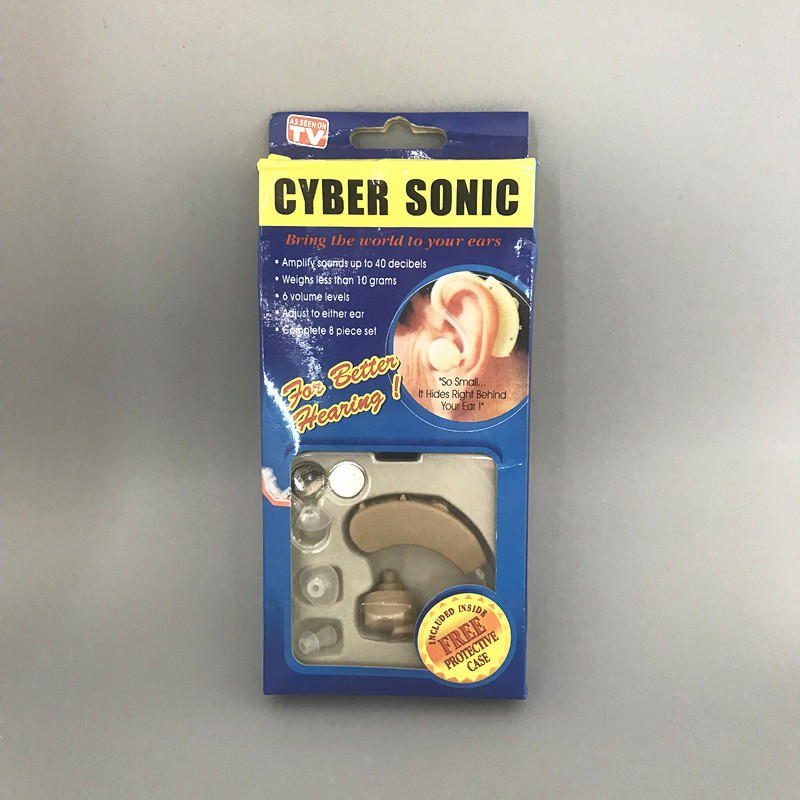 AS SEEN ON
TV
CYBER SONIC
Bring the world to your ears
• Amplify sounds up to 40 decibels
• Weighs less than 10 grams
• 6 volume levels
• Adjust to either ear
• Complete 8 piece set
For Better
Hearing !
"So Small...
It Hides Right Behind
Your Ear !"
INCLUDED INSIDE
FREE
PROTECTIVE
CASE